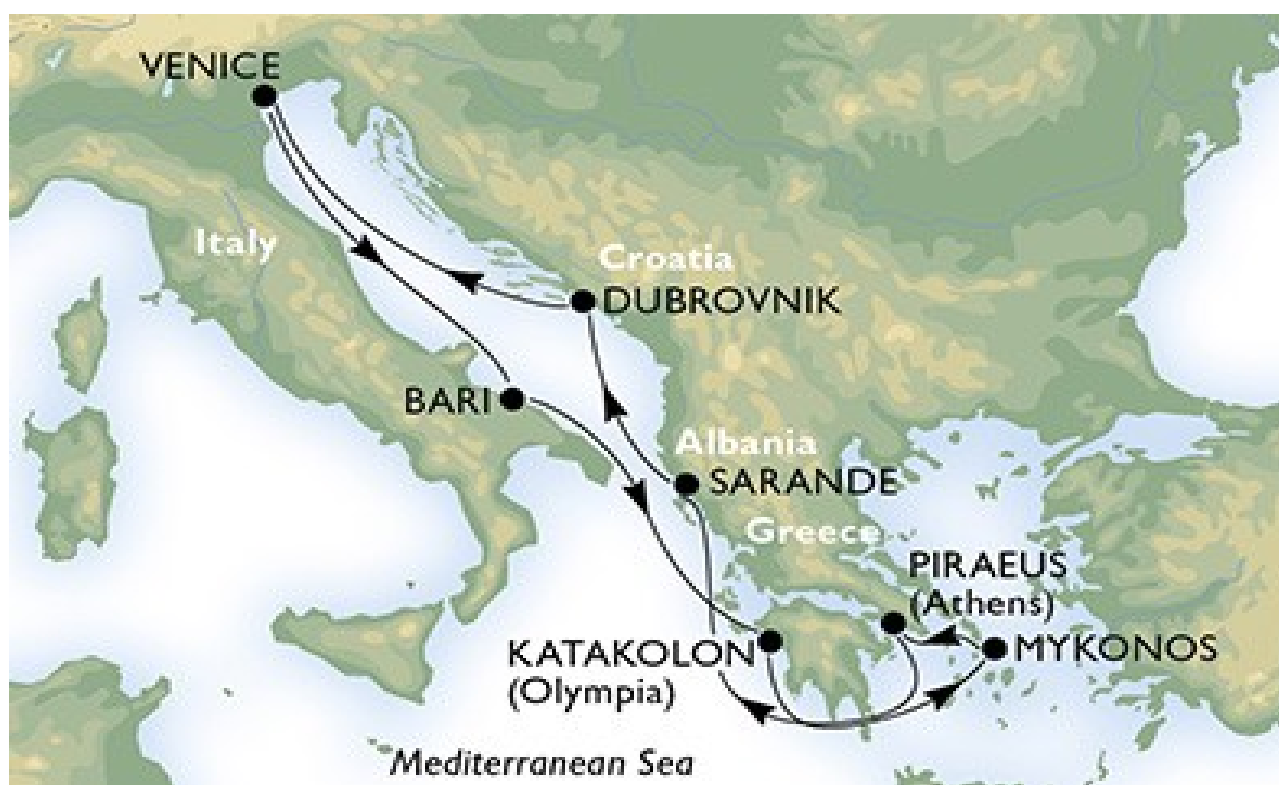 VENICE
Italy
Croatia
DUBROVNIK
BARI
Albania
SARANDE
Greece
PIRAEUS
(Athens)
KATAKOLON
(Olympia)
MYKONOS
Mediterranean Sea